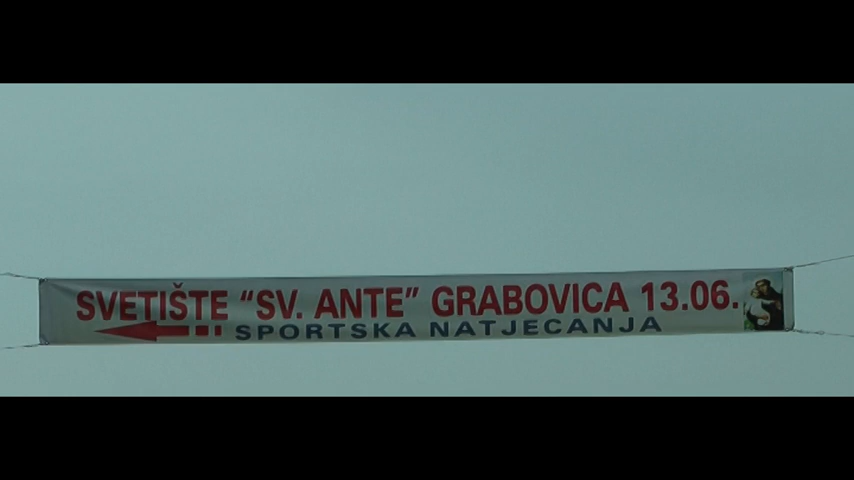 SVETIŠTE "SV. ANTE" GRABOVICA 13.06.
SPORTSKA NATJECANJA